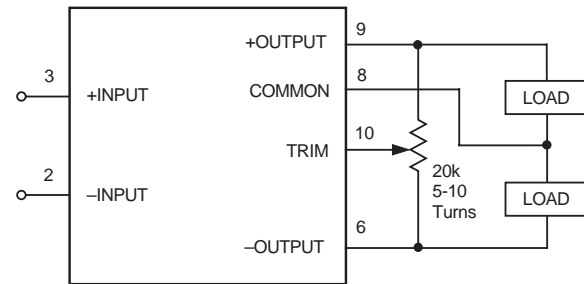 9
+OUTPUT
3
8
+INPUT
COMMON
LOAD
10
TRIM
2
20k
5-10
Turns
–INPUT
LOAD
6
–OUTPUT